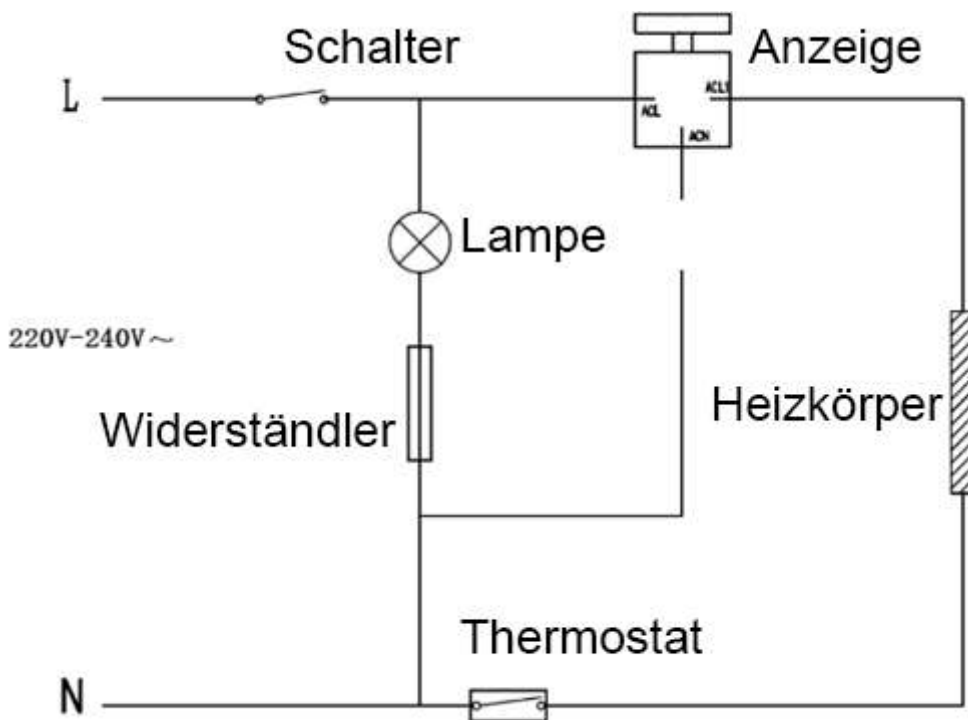 Schalter
Anzeige
L
ACL
ACL1
ACN
Lampe
220V-240V～
Heizkörper
Widerständler
Thermostat
N